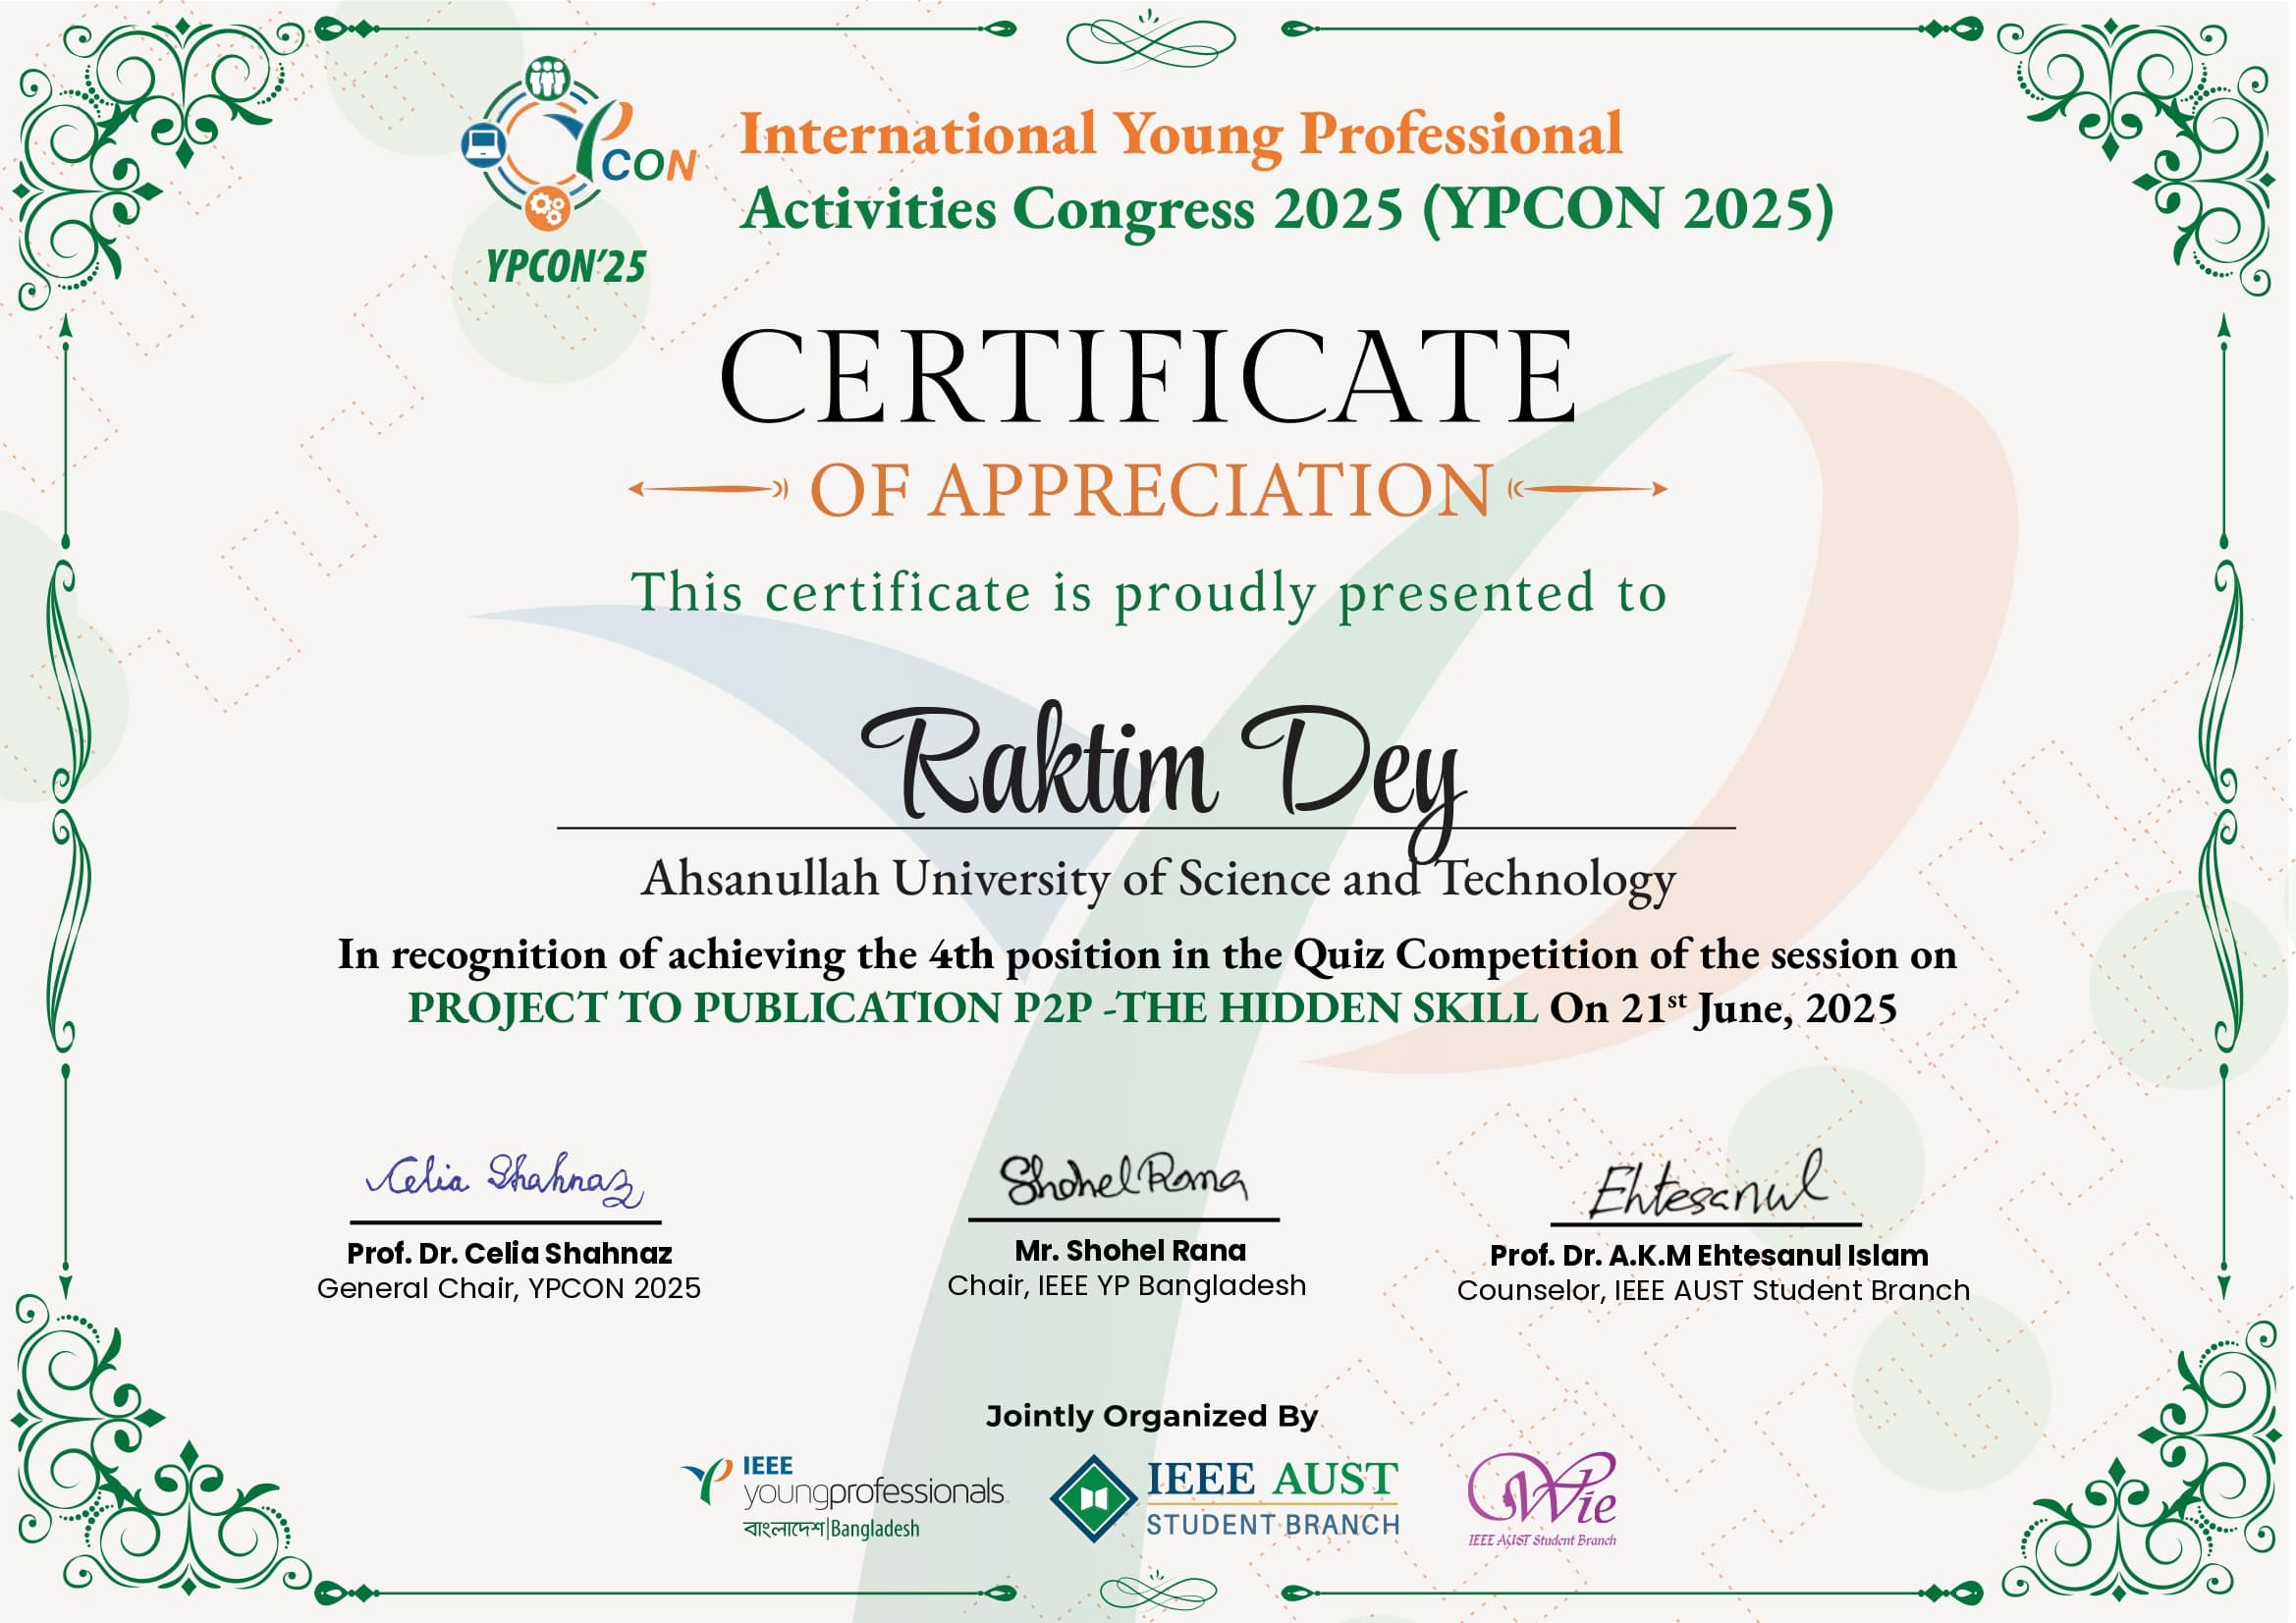 CON
YPCON'25
International Young Professional
Activities Congress 2025 (YPCON 2025)
CERTIFICATE
OF APPRECIATION
This certificate is proudly presented to
Raktim Dey
Ahsanullah University of Science and Technology
In recognition of achieving the 4th position in the Quiz Competition of the session on
PROJECT TO PUBLICATION P2P -THE HIDDEN SKILL On 21st June, 2025
Celia Shahnaz
Shohel Rana
Ehtesanul
Prof. Dr. Celia Shahnaz
General Chair, YPCON 2025
Mr. Shohel Rana
Chair, IEEE YP Bangladesh
Prof. Dr. A.K.M Ehtesanul Islam
Counselor, IEEE AUST Student Branch
Jointly Organized By
IEEE
youngprofessionals
বাংলাদেশ|Bangladesh
IEEE AUST
STUDENT BRANCH
Wie
IEEE AUST Student Branch